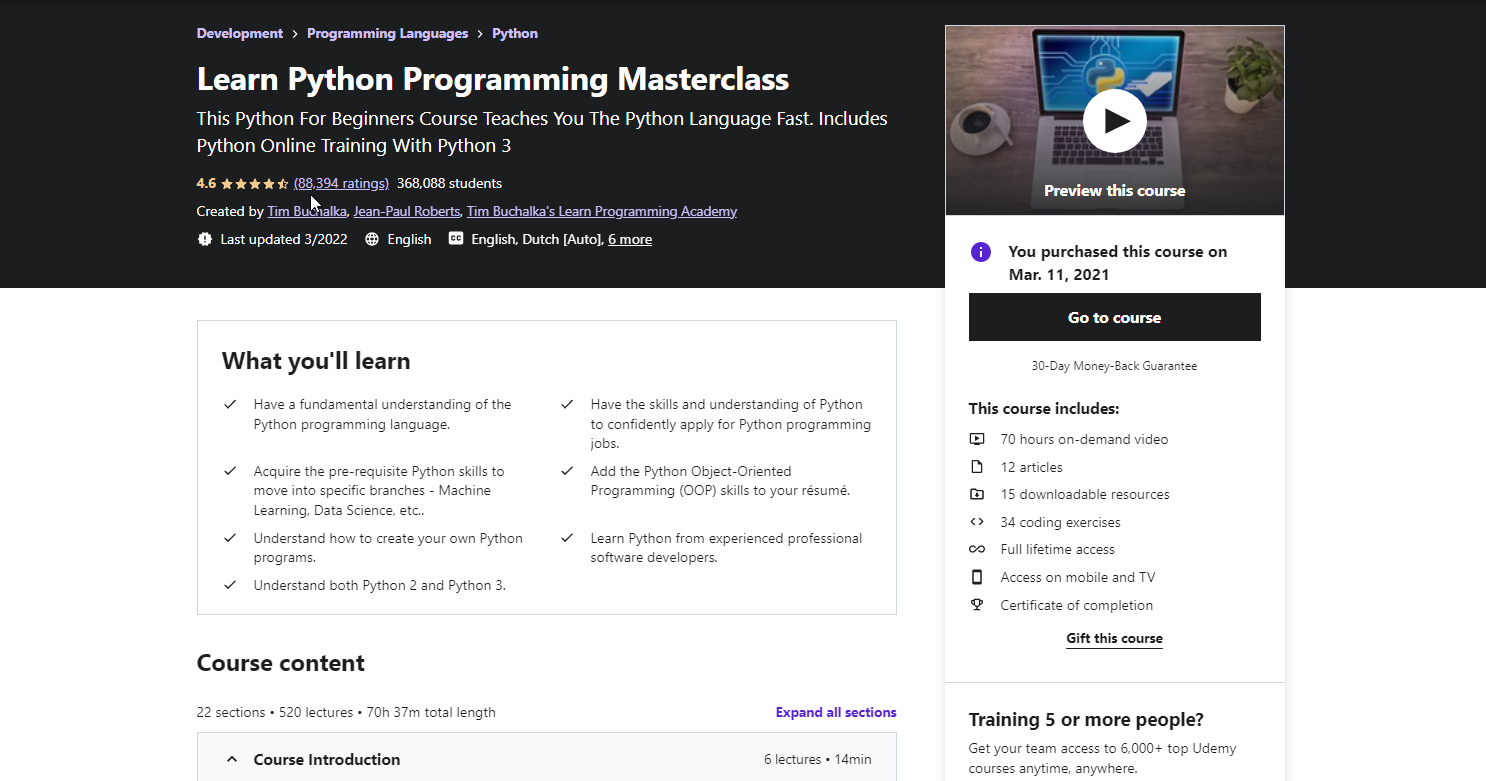 Development > Programming Languages > Python
Learn Python Programming Masterclass
This Python For Beginners Course Teaches You The Python Language Fast. Includes
Python Online Training With Python 3
4.6 (88,394 ratings) 368,088 students
Created by Tim Buchalka, Jean-Paul Roberts, Tim Buchalka's Learn Programming Academy
Last updated 3/2022 English CC English, Dutch [Auto], 6 more
Preview this course
You purchased this course on
Mar. 11, 2021
Go to course
30-Day Money-Back Guarantee
This course includes:
70 hours on-demand video
12 articles
15 downloadable resources
34 coding exercises
Full lifetime access
Access on mobile and TV
Certificate of completion
Gift this course
Training 5 or more people?
Get your team access to 6,000+ top Udemy
courses anytime, anywhere.
What you'll learn
Have a fundamental understanding of the
Python programming language.
Have the skills and understanding of Python
to confidently apply for Python programming
jobs.
Acquire the pre-requisite Python skills to
move into specific branches - Machine
Learning, Data Science, etc..
Add the Python Object-Oriented
Programming (OOP) skills to your résumé.
Understand how to create your own Python
programs.
Learn Python from experienced professional
software developers.
Understand both Python 2 and Python 3.
Course content
22 sections • 520 lectures • 70h 37m total length
Expand all sections
Course Introduction
6 lectures • 14min